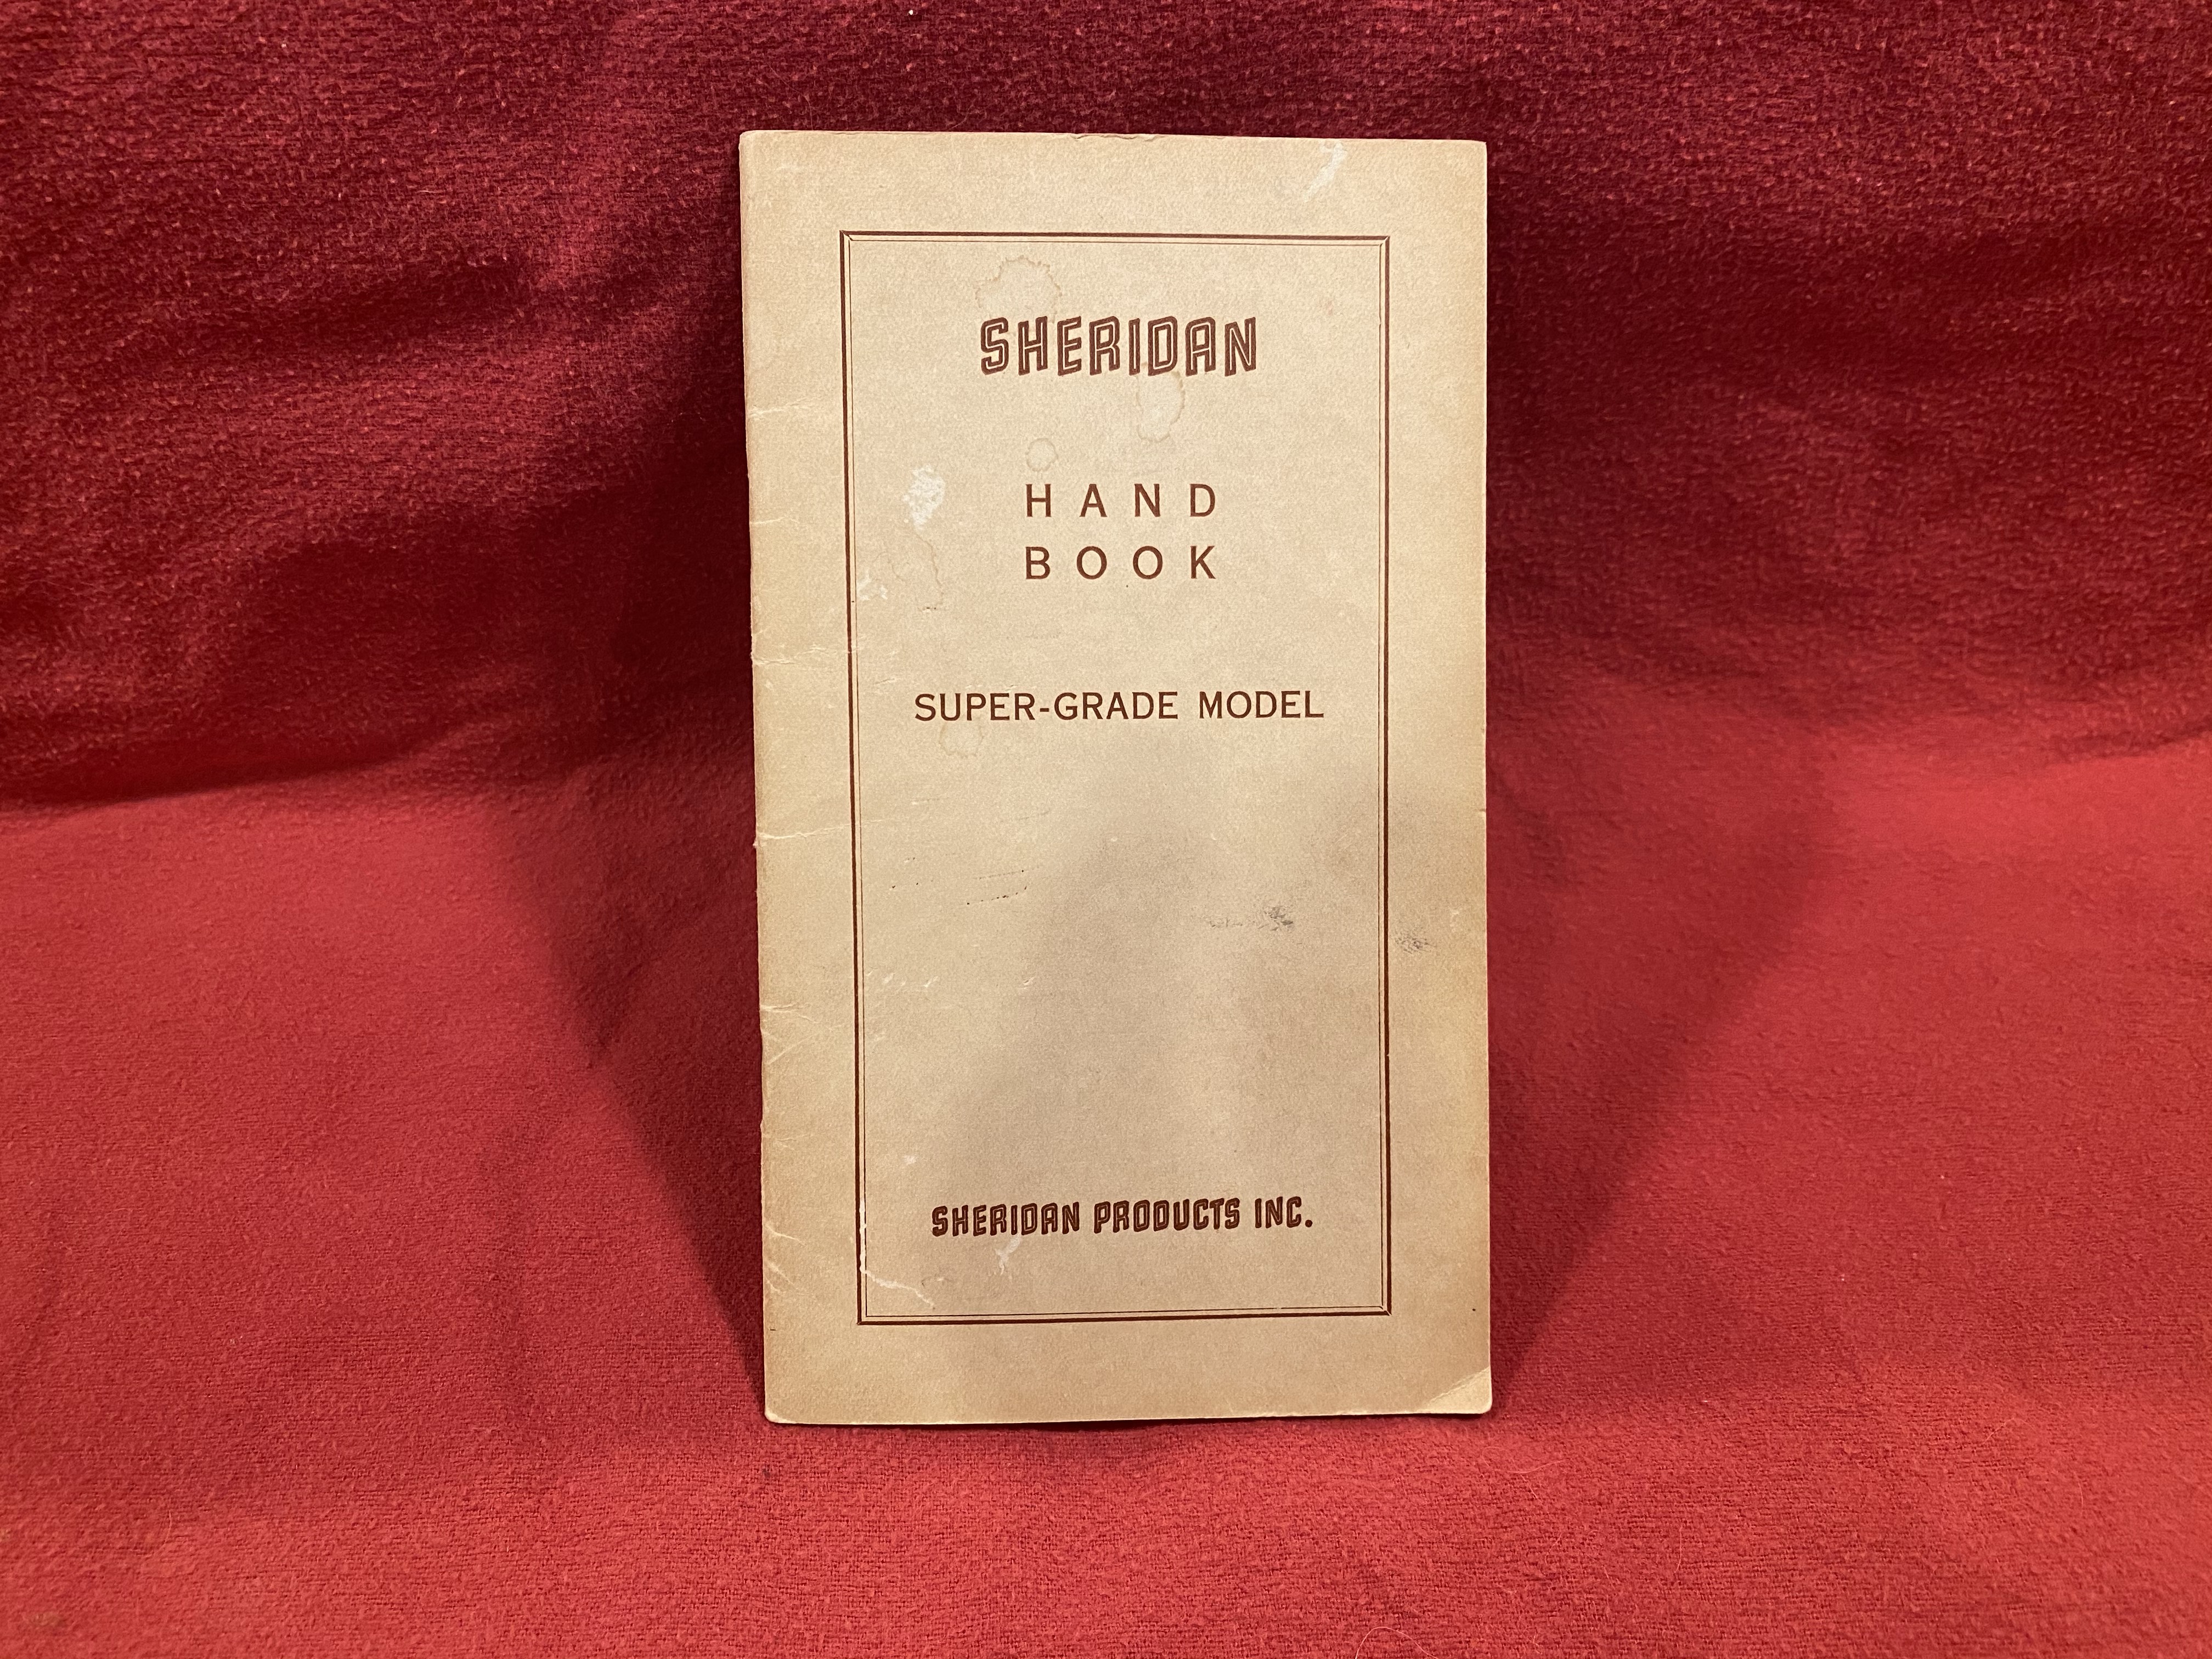 SHERIDAN
HAND
BOOK
SUPER-GRADE MODEL
SHERIDAN PRODUCTS INC.